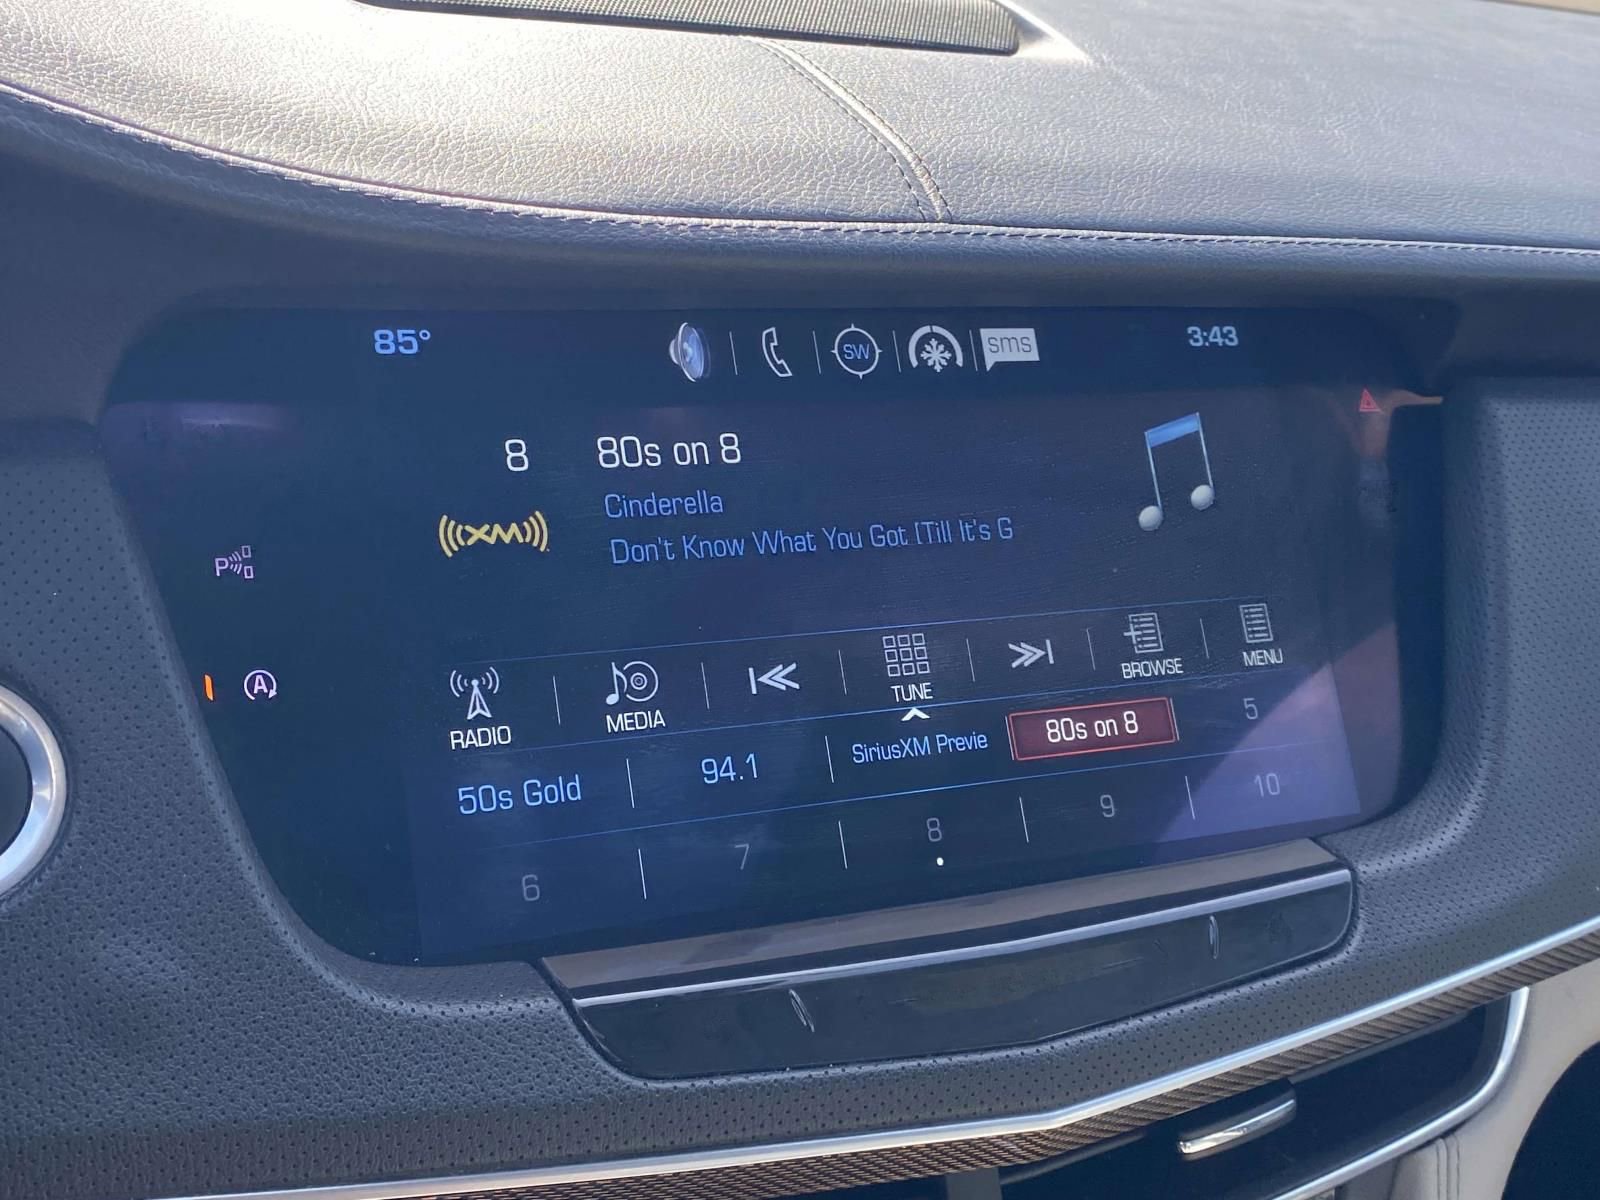 85°
SW
sms
3:43
8
80s on 8
((XM))
Cinderella
Don't Know What You Got (Till It's G
P
A
RADIO
MEDIA
TUNE
BROWSE
MENU
50s Gold
94.1
SiriusXM Previe
80s on 8
5
6
7
8
9
10